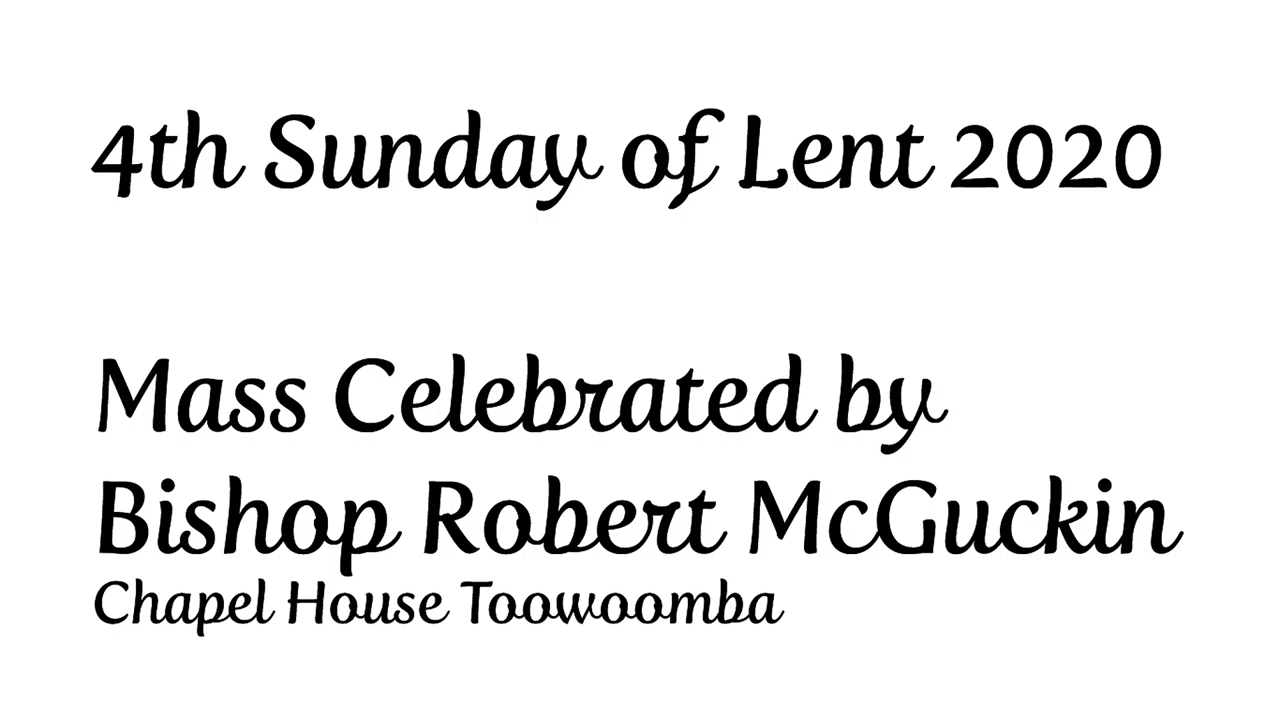 4th Sunday of Lent 2020
Mass Celebrated by
Bishop Robert McGuckin
Chapel House Toowoomba